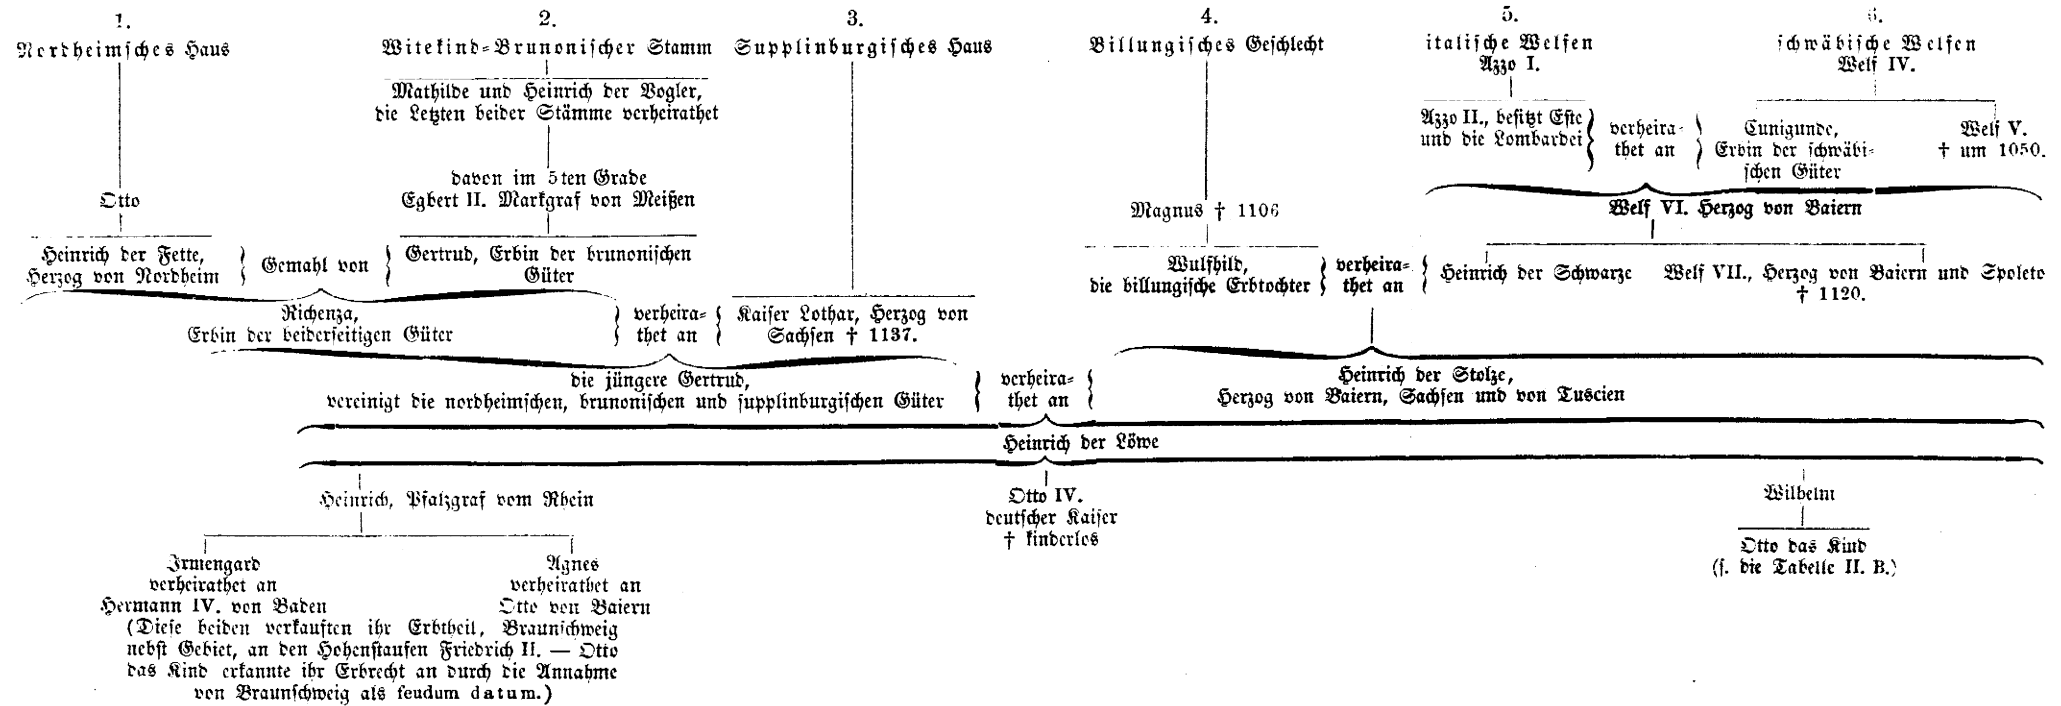 1.
Nordheimsches Haus
2.
Witekind-Brunonischer Stamm
3.
Supplinburgisches Haus
4.
Billungisches Geschlecht
5.
italische Welfen
Azzo I.
6.
schwäbische Welfen
Welf IV.
Mathilde und Heinrich der Vogler,
die Letzten beider Stämme verheirathet
Azzo II., besitzt Este
und die Lombardei
verheira-
thet an
Cunigunde,
Erbin der schwäbi-
schen Güter
Welf V.
† um 1050.
davon im 5ten Grade
Egbert II. Markgraf von Meißen
Otto
Magnus † 1106
Welf VI. Herzog von Baiern
Heinrich der Fette,
Herzog von Nordheim
Gemahl von
Gertrud, Erbin der brunonischen
Güter
Wulfhild,
die billungische Erbtochter
verheira-
thet an
Heinrich der Schwarze
Welf VII., Herzog von Baiern und Spoleto
† 1120.
Richenza,
Erbin der beiderseitigen Güter
verheira-
thet an
Kaiser Lothar, Herzog von
Sachsen † 1137.
die jüngere Gertrud,
vereinigt die nordheimschen, brunonischen und supplinburgischen Güter
verheira-
thet an
Heinrich der Stolze,
Herzog von Baiern, Sachsen und von Tuscien
Heinrich der Löwe
Heinrich, Pfalzgraf vom Rhein
Otto IV.
deutscher Kaiser
† kinderlos
Wilhelm
Otto das Kind
(s. die Tabelle II. B.)
Irmengard
verheirathet an
Hermann IV. von Baden
Agnes
verheirathet an
Otto von Baiern
(Diese beiden verkauften ihr Erbtheil, Braunschweig
nebst Gebiet, an den Hohenstaufen Friedrich II. — Otto
das Kind erkannte ihr Erbrecht an durch die Annahme
von Braunschweig als feudum datum.)